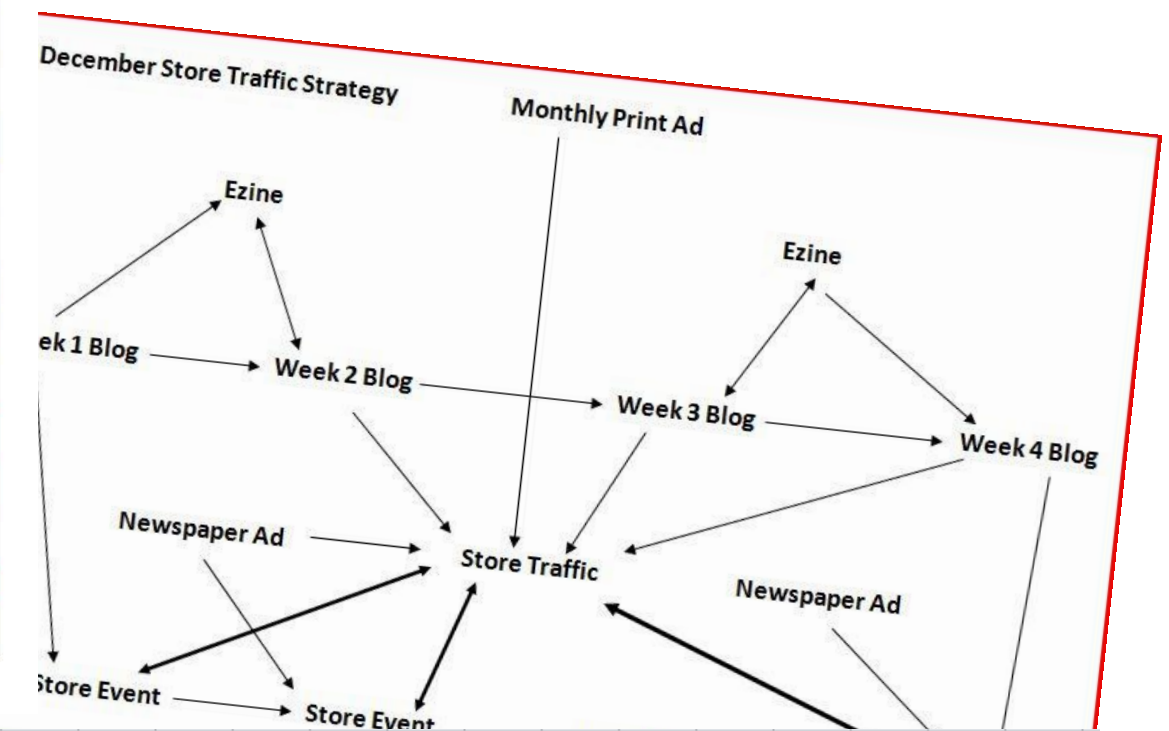 December Store Traffic Strategy
Monthly Print Ad
Ezine
Ezine
ek 1 Blog
Week 2 Blog
Week 3 Blog
Week 4 Blog
Newspaper Ad
Store Traffic
Newspaper Ad
Store Event
Store Event